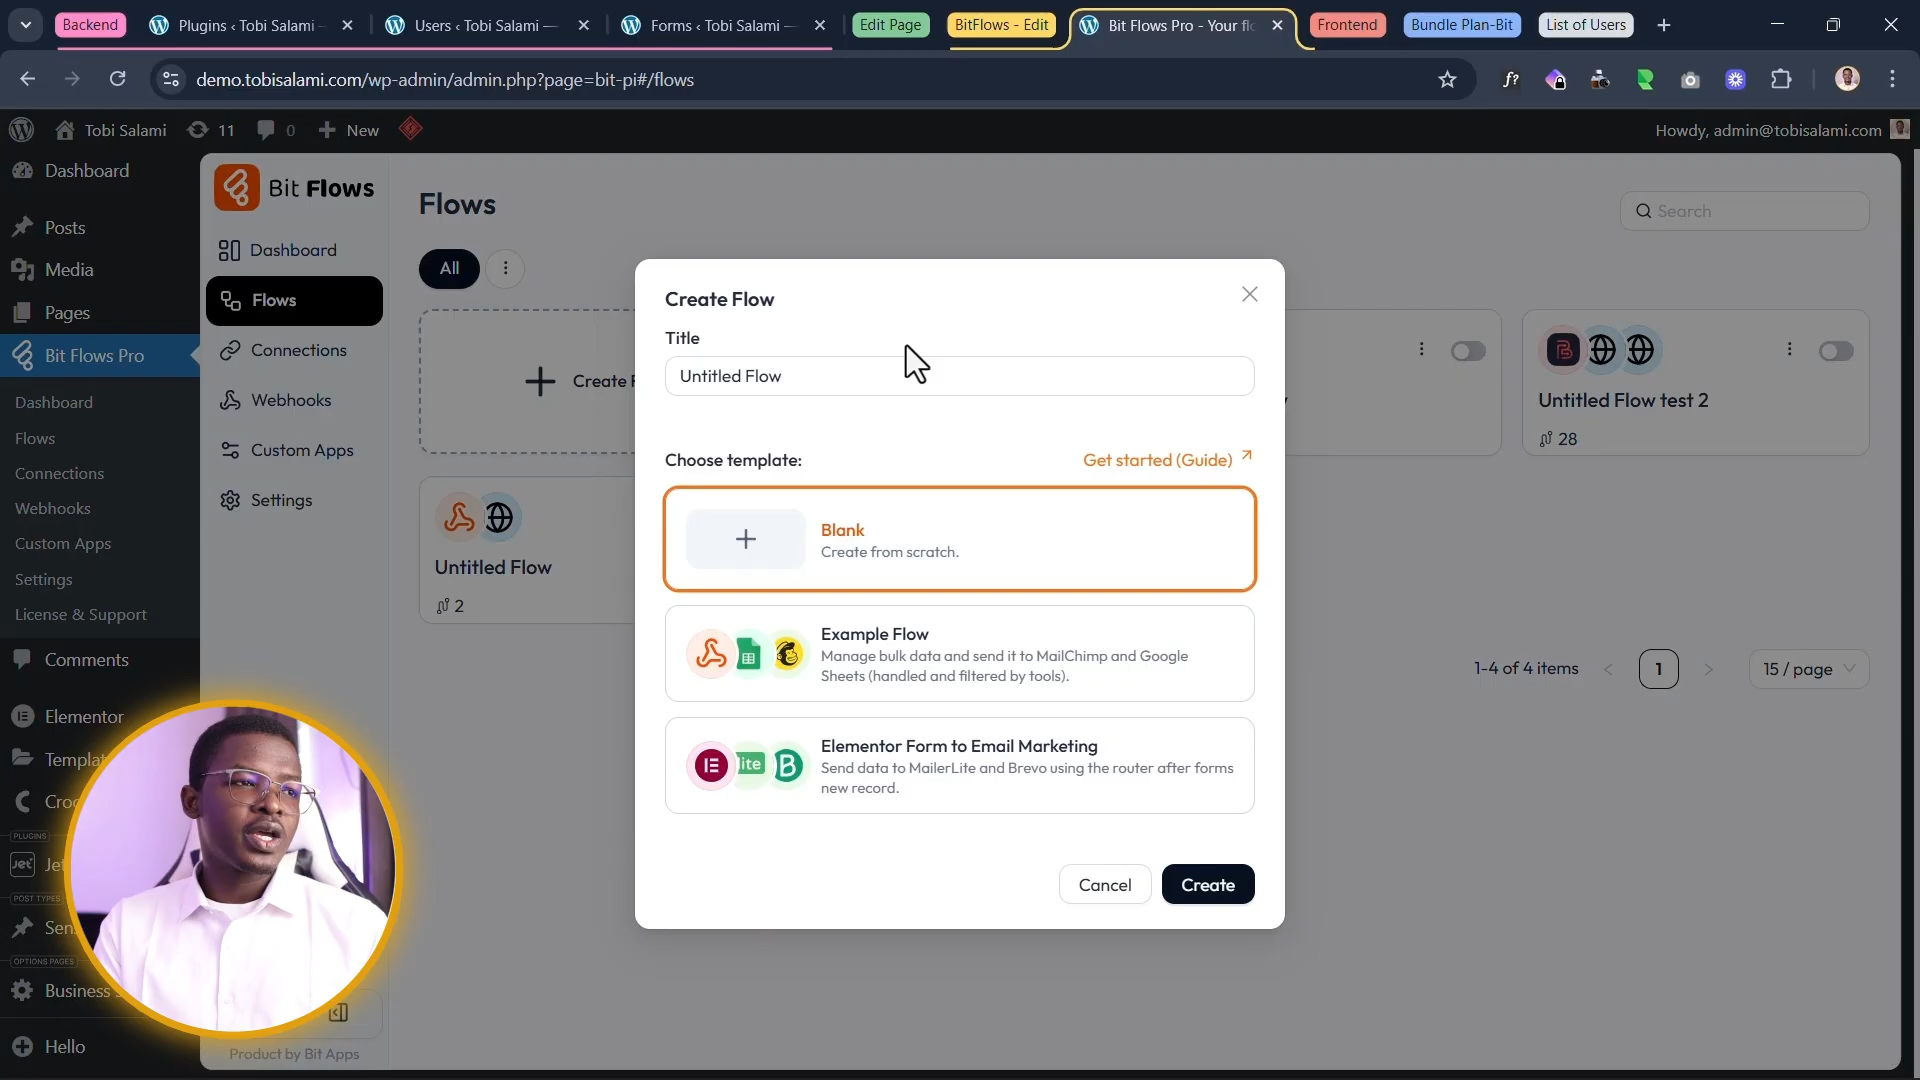 Backend
Plugins ‹ Tobi Salami
Users ‹ Tobi Salami —
Forms ‹ Tobi Salami —
Edit Page
BitFlows - Edit
Bit Flows Pro - Your flo
Frontend
Bundle Plan-Bit
List of Users
demo.tobisalami.com/wp-admin/admin.php?page=bit-pi#/flows
f?
Tobi Salami
11
0
New
Howdy, admin@tobisalami.com
Dashboard
Posts
Media
Pages
Bit Flows Pro
Dashboard
Flows
Connections
Webhooks
Custom Apps
Settings
License & Support
Comments
Elementor
Templat
Croc
PLUGINS
Jet
POST TYPES
Sen
OPTIONS PAGES
Business
Hello
Bit Flows
Dashboard
Flows
Connections
Webhooks
Custom Apps
Settings
Product by Bit Apps
Flows
Search
All
Create F
Untitled Flow test 2
28
Untitled Flow
2
1-4 of 4 items
1
15 / page
Create Flow
Title
Untitled Flow
Choose template:
Get started (Guide)
Blank
Create from scratch.
Example Flow
Manage bulk data and send it to MailChimp and Google
Sheets (handled and filtered by tools).
Elementor Form to Email Marketing
Send data to MailerLite and Brevo using the router after forms
new record.
lite
B
Cancel
Create